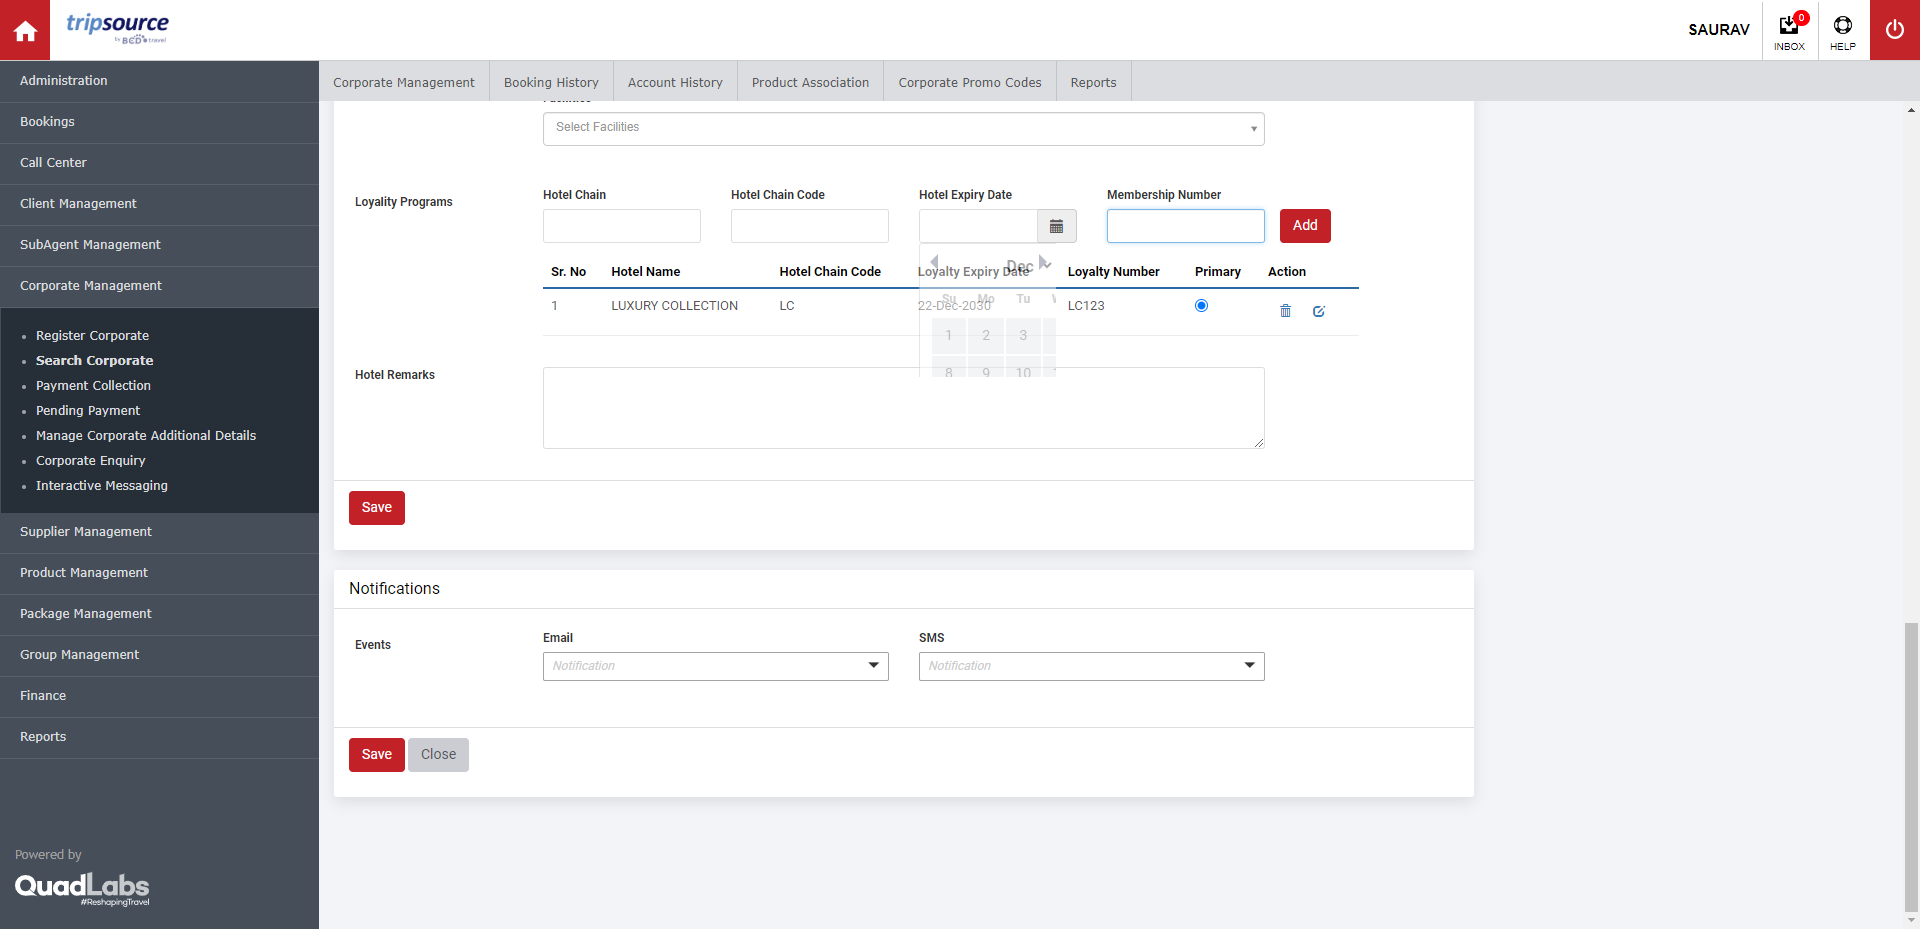 tripsource
by BCD travel
SAURAV
0
INBOX
HELP
Administration
Bookings
Call Center
Client Management
SubAgent Management
Corporate Management
Register Corporate
Search Corporate
Payment Collection
Pending Payment
Manage Corporate Additional Details
Corporate Enquiry
Interactive Messaging
Supplier Management
Product Management
Package Management
Group Management
Finance
Reports
Powered by
QuadLabs
#ReshapingTravel
Corporate Management Booking History Account History Product Association Corporate Promo Codes Reports
Facilities
Select Facilities
Loyality Programs
Hotel Chain Hotel Chain Code Hotel Expiry Date Membership Number
Add
Dec
Sr. No Hotel Name Hotel Chain Code Loyalty Expiry Date Loyalty Number Primary Action
Su Mo Tu
1 LUXURY COLLECTION LC 22-Dec-2030 LC123
1 2 3
8 9 10
Hotel Remarks
Save
Notifications
Events
Email SMS
Notification Notification
Save Close